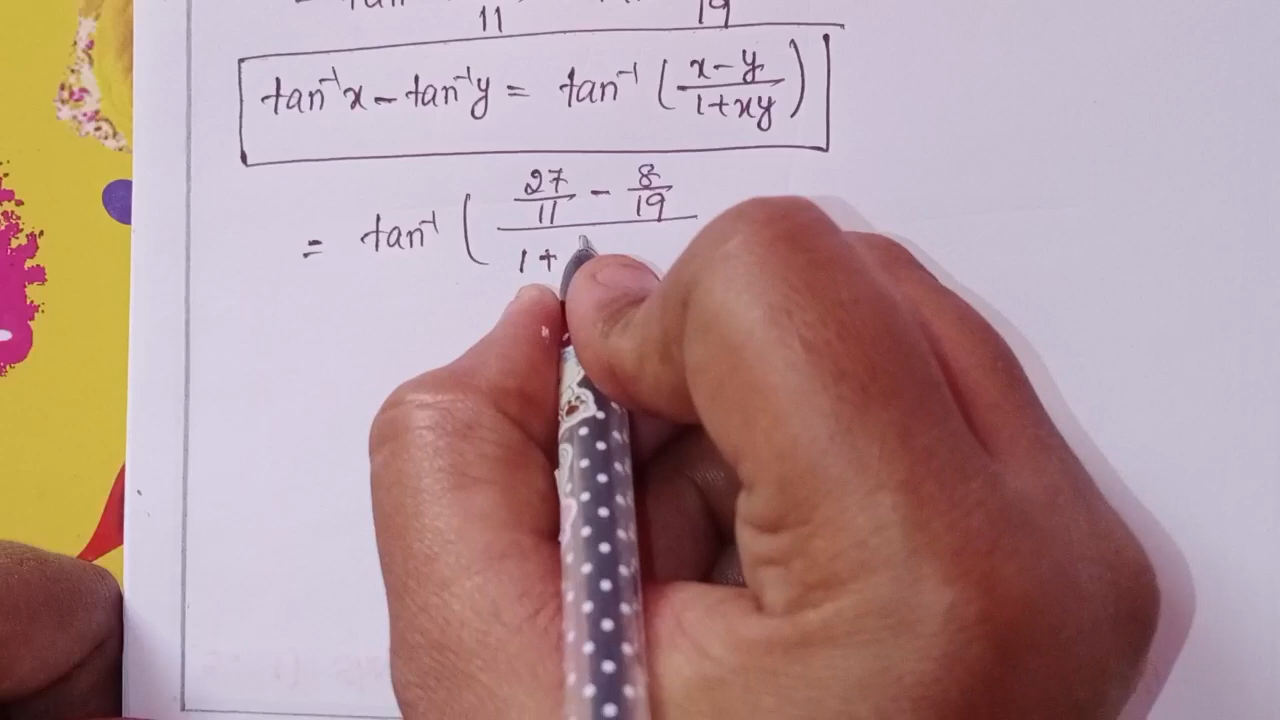 11 19
tan⁻¹x - tan⁻¹y = tan⁻¹ (x-y/1+xy)
= tan⁻¹ (27/11 - 8/19
1+